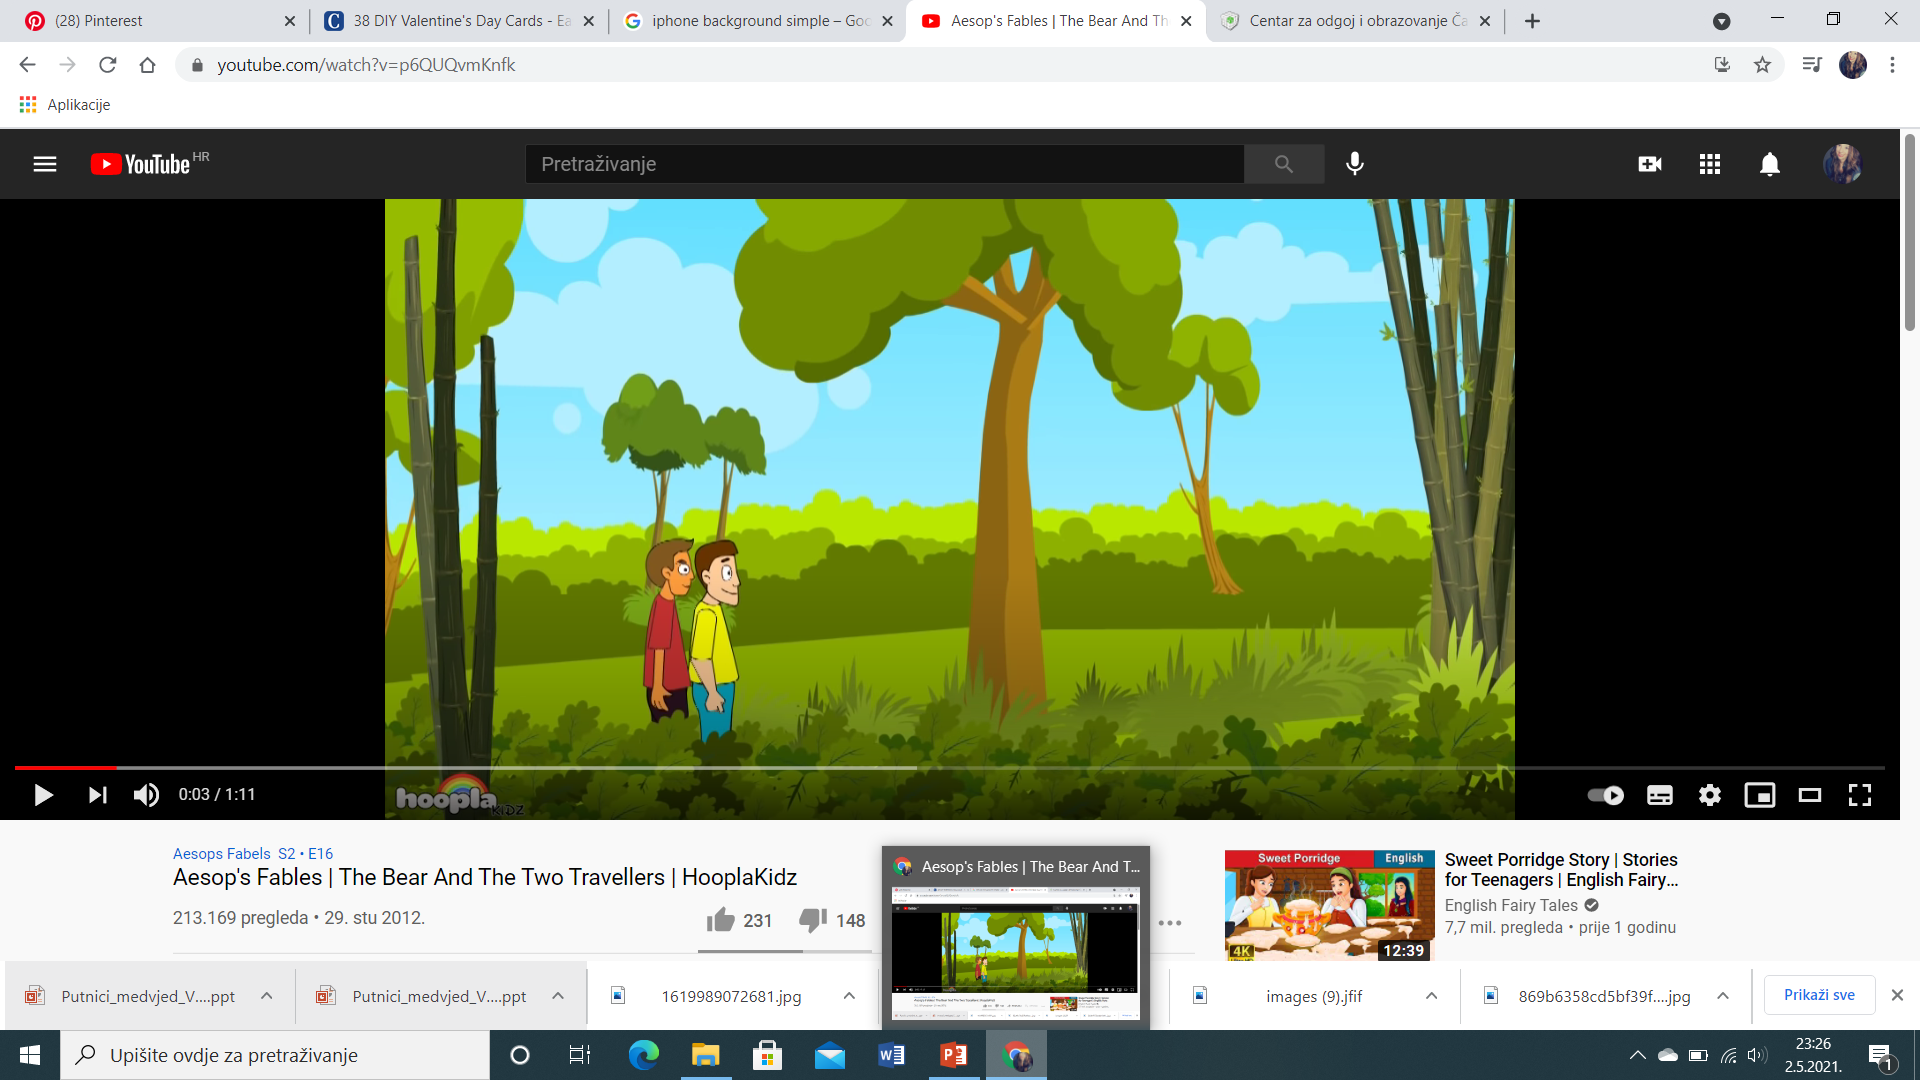 (28) Pinterest
38 DIY Valentine's Day Cards - Ea
iphone background simple – Goo
Aesop's Fables | The Bear And Th
Centar za odgoj i obrazovanje Ča
youtube.com/watch?v=p6QUQvmKnfk
Aplikacije
YouTube HR
Pretraživanje
hoopla KIDZ
0:03 / 1:11
Aesops Fabels S2 • E16
Aesop's Fables | The Bear And The Two Travellers | HooplaKidz
213.169 pregleda • 29. stu 2012.
231
148
Aesop's Fables | The Bear And T...
Sweet Porridge
English
4K
12:39
Sweet Porridge Story | Stories
for Teenagers | English Fairy...
English Fairy Tales
7,7 mil. pregleda • prije 1 godinu
Putnici_medvjed_V....ppt
Putnici_medvjed_V....ppt
1619989072681.jpg
images (9).jfif
869b6358cd5bf39f....jpg
Prikaži sve
Upišite ovdje za pretraživanje
23:26
2.5.2021.
1